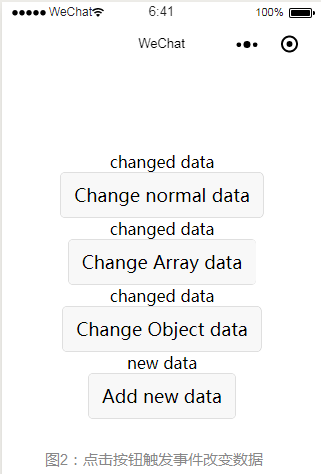 ●●●●● WeChat 6:41 100%
WeChat
changed data
Change normal data
changed data
Change Array data
changed data
Change Object data
new data
Add new data
图2：点击按钮触发事件改变数据